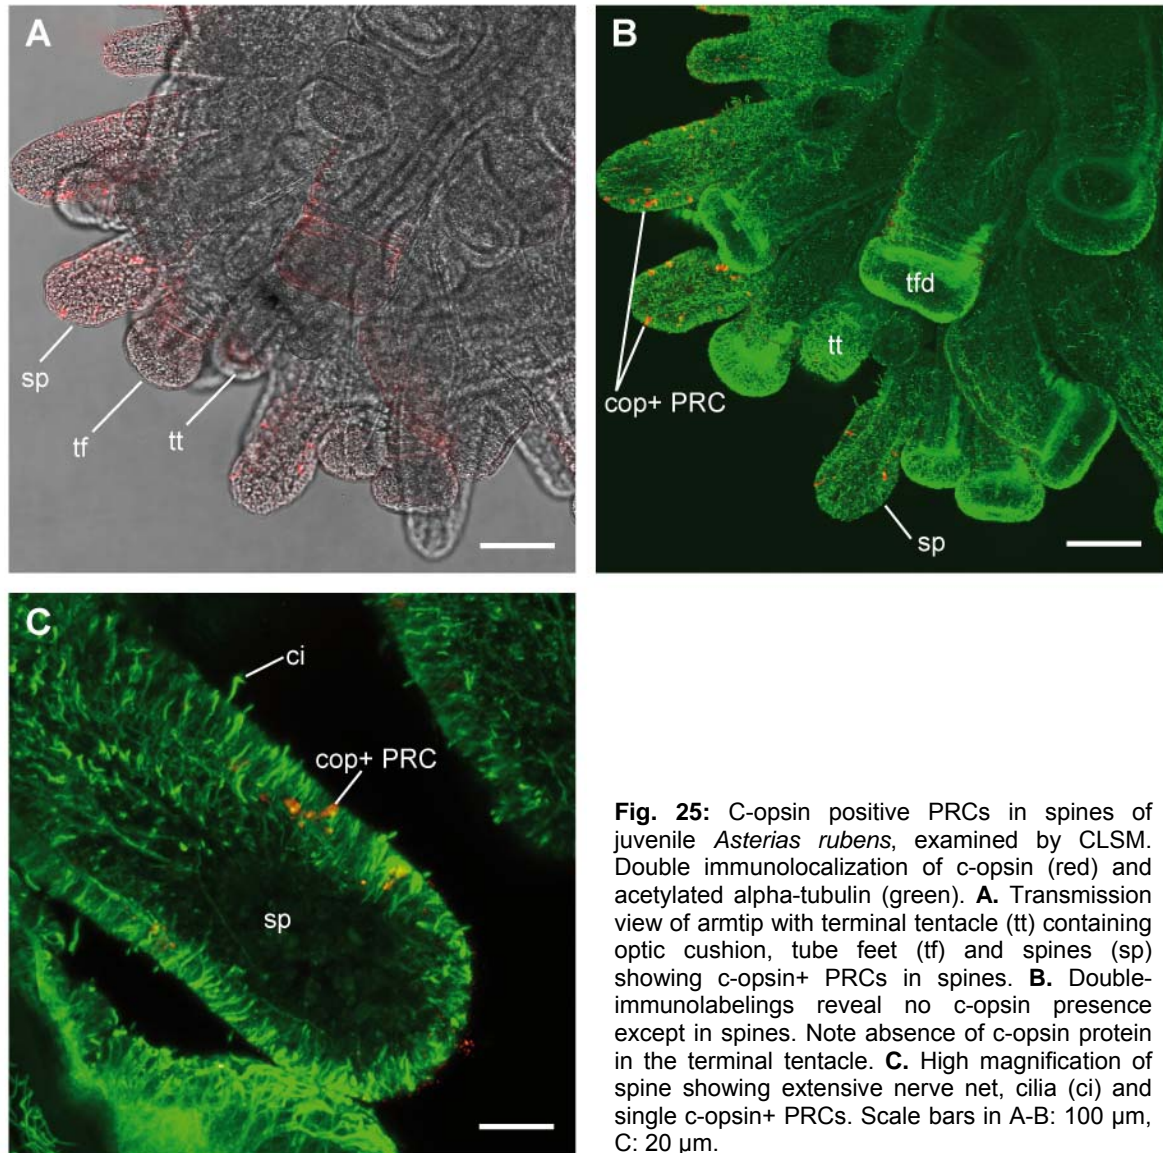 A
sp
tf
tt
B
tfd
tt
cop+ PRC
sp
C
ci
cop+ PRC
sp
Fig. 25: C-opsin positive PRCs in spines of
juvenile Asterias rubens, examined by CLSM.
Double immunolocalization of c-opsin (red) and
acetylated alpha-tubulin (green). A. Transmission
view of armtip with terminal tentacle (tt) containing
optic cushion, tube feet (tf) and spines (sp)
showing c-opsin+ PRCs in spines. B. Double-
immunolabelings reveal no c-opsin presence
except in spines. Note absence of c-opsin protein
in the terminal tentacle. C. High magnification of
spine showing extensive nerve net, cilia (ci) and
single c-opsin+ PRCs. Scale bars in A-B: 100 µm,
C: 20 µm.